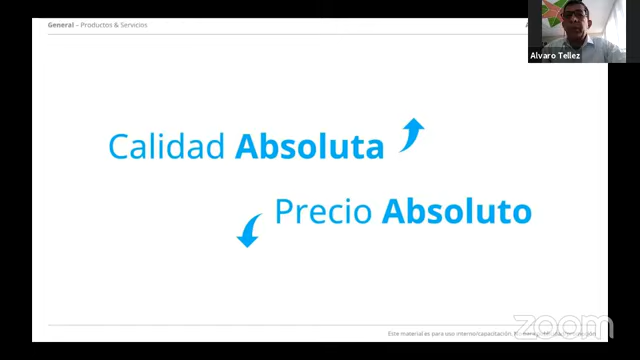 General – Productos & Servicios
A
Alvaro Tellez
Calidad Absoluta
Precio Absoluto
Este material es para uso interno/capacitación.
zoom